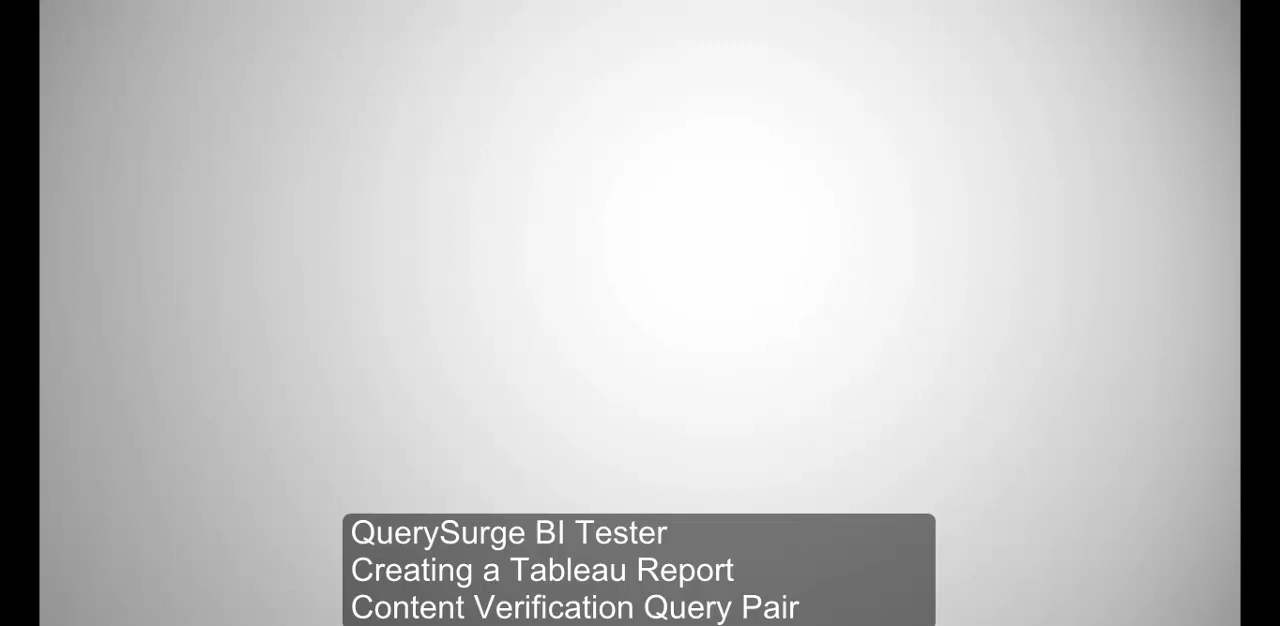 QuerySurge BI Tester
Creating a Tableau Report
Content Verification Query Pair